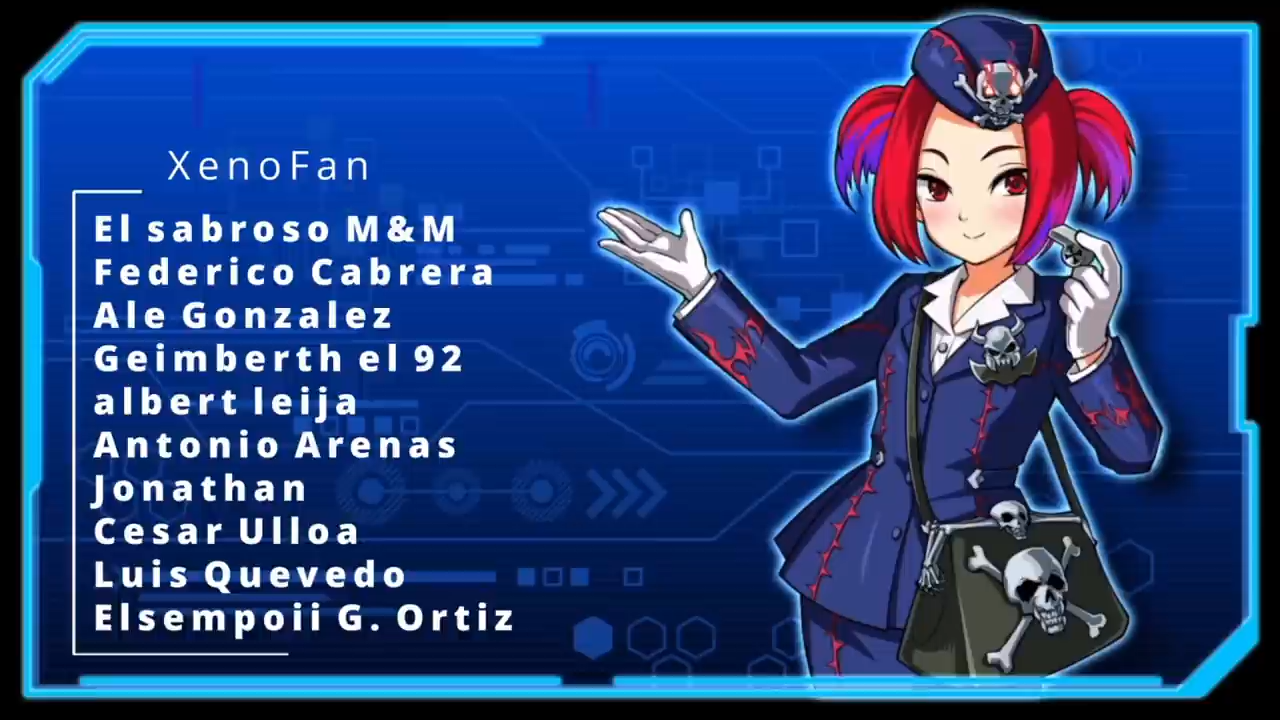 XenoFan
El sabroso M&M
Federico Cabrera
Ale Gonzalez
Geimberth el 92
albert leija
Antonio Arenas
Jonathan
Cesar Ulloa
Luis Quevedo
Elsempoii G. Ortiz